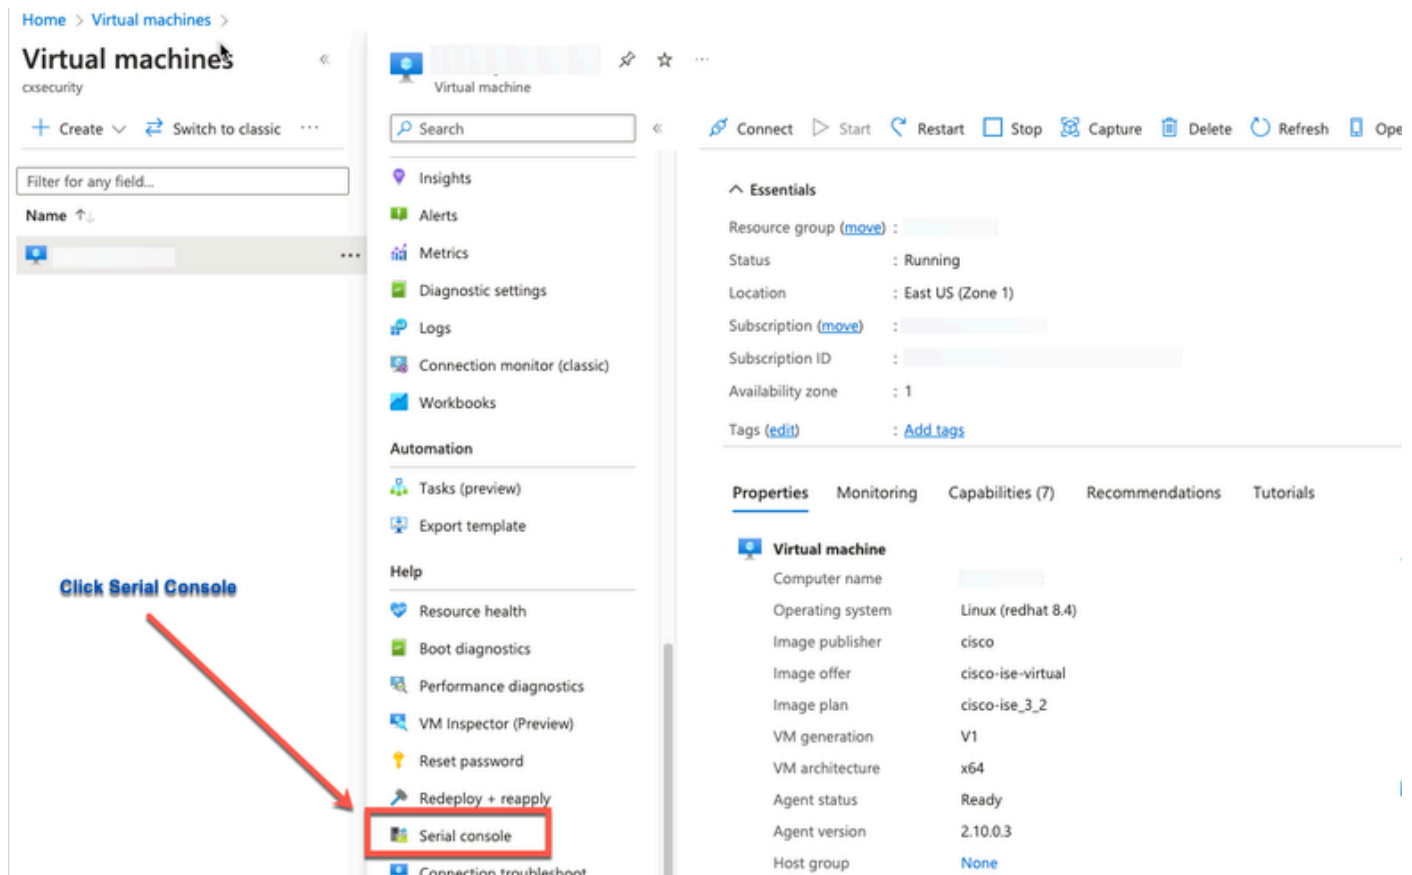 Home > Virtual machines >
Virtual machines
cxsecurity
Create
Switch to classic
Filter for any field...
Name
Virtual machine
Search
Insights
Alerts
Metrics
Diagnostic settings
Logs
Connection monitor (classic)
Workbooks
Automation
Tasks (preview)
Export template
Help
Resource health
Boot diagnostics
Performance diagnostics
VM Inspector (Preview)
Reset password
Redeploy + reapply
Serial console
Connection troubleshoot
Click Serial Console
Connect Start Restart Stop Capture Delete Refresh Ope
Essentials
Resource group (move) :
Status : Running
Location : East US (Zone 1)
Subscription (move) :
Subscription ID :
Availability zone : 1
Tags (edit) : Add tags
Properties Monitoring Capabilities (7) Recommendations Tutorials
Virtual machine
Computer name
Operating system Linux (redhat 8.4)
Image publisher cisco
Image offer cisco-ise-virtual
Image plan cisco-ise_3_2
VM generation V1
VM architecture x64
Agent status Ready
Agent version 2.10.0.3
Host group None